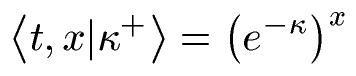 ⟨t, x|κ⁺⟩ = (e^{−κ})^x